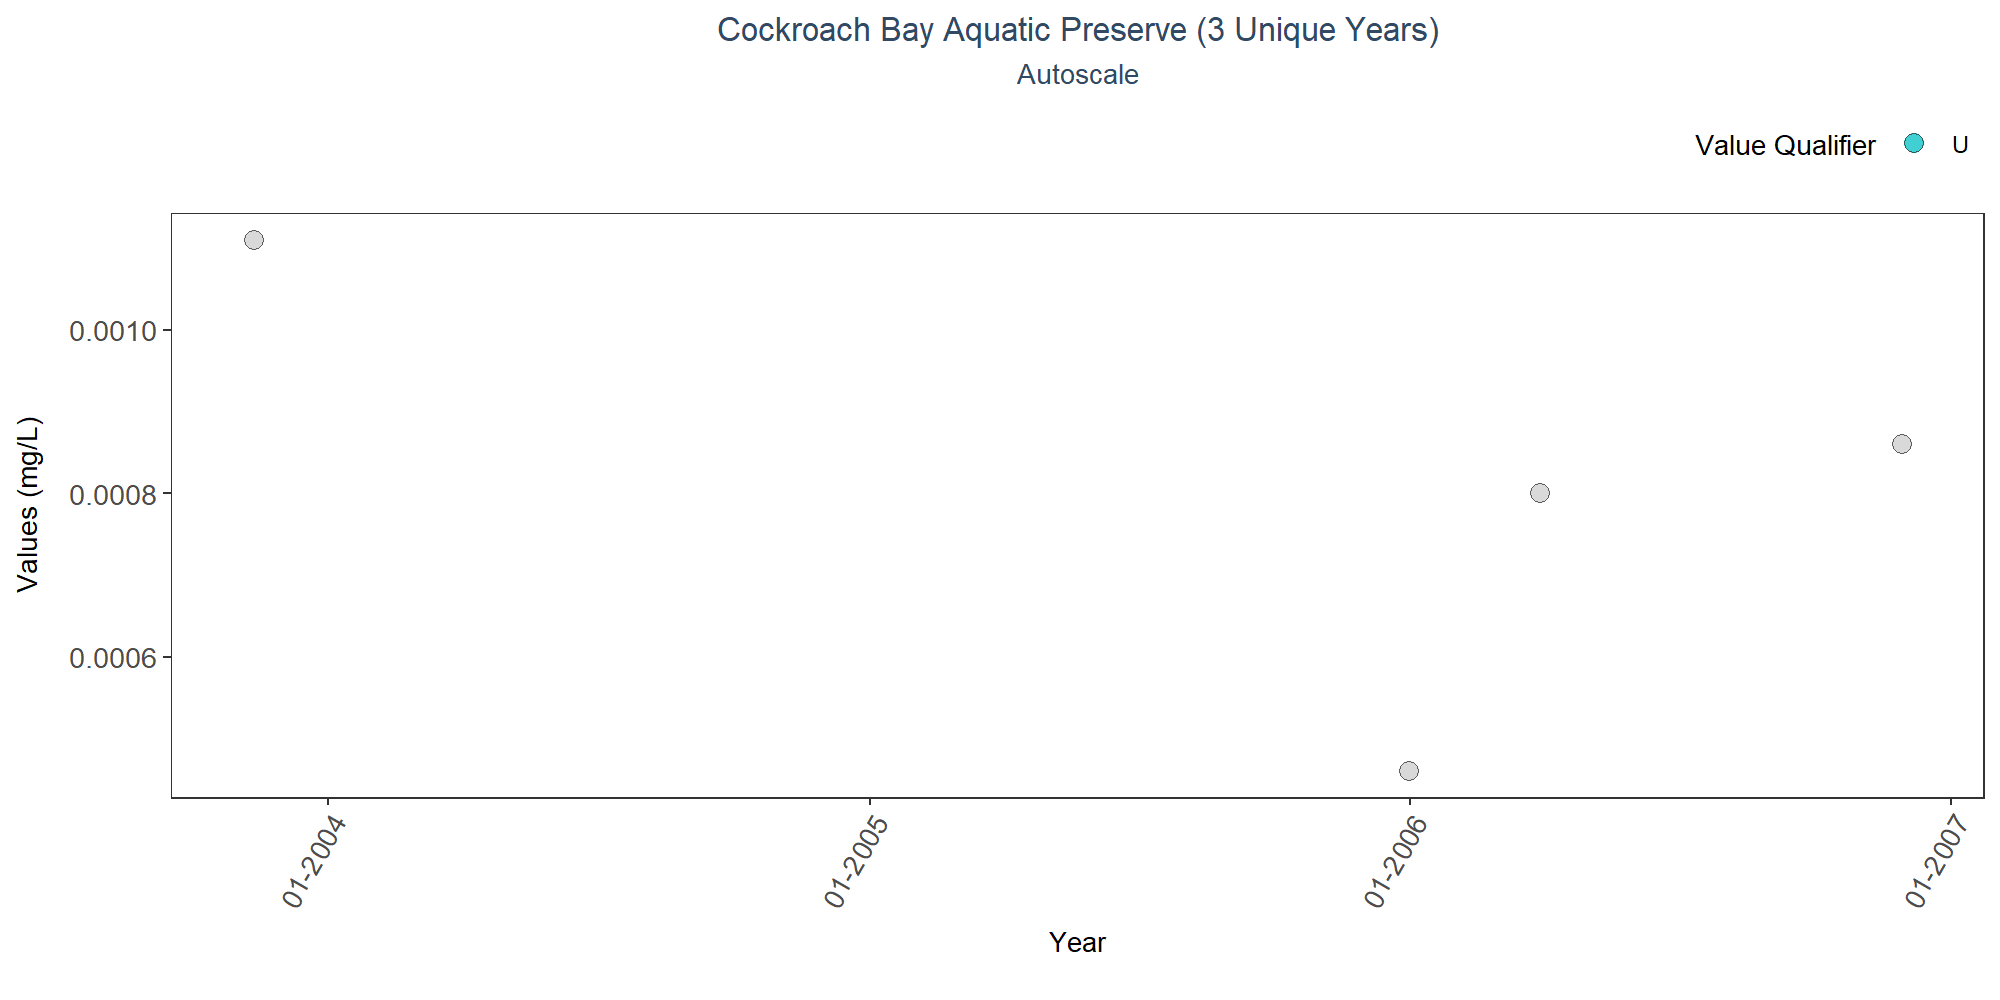 Cockroach Bay Aquatic Preserve (3 Unique Years)
Autoscale
Value Qualifier U
Values (mg/L)
0.0010
0.0008
0.0006
01-2004
01-2005
01-2006
01-2007
Year